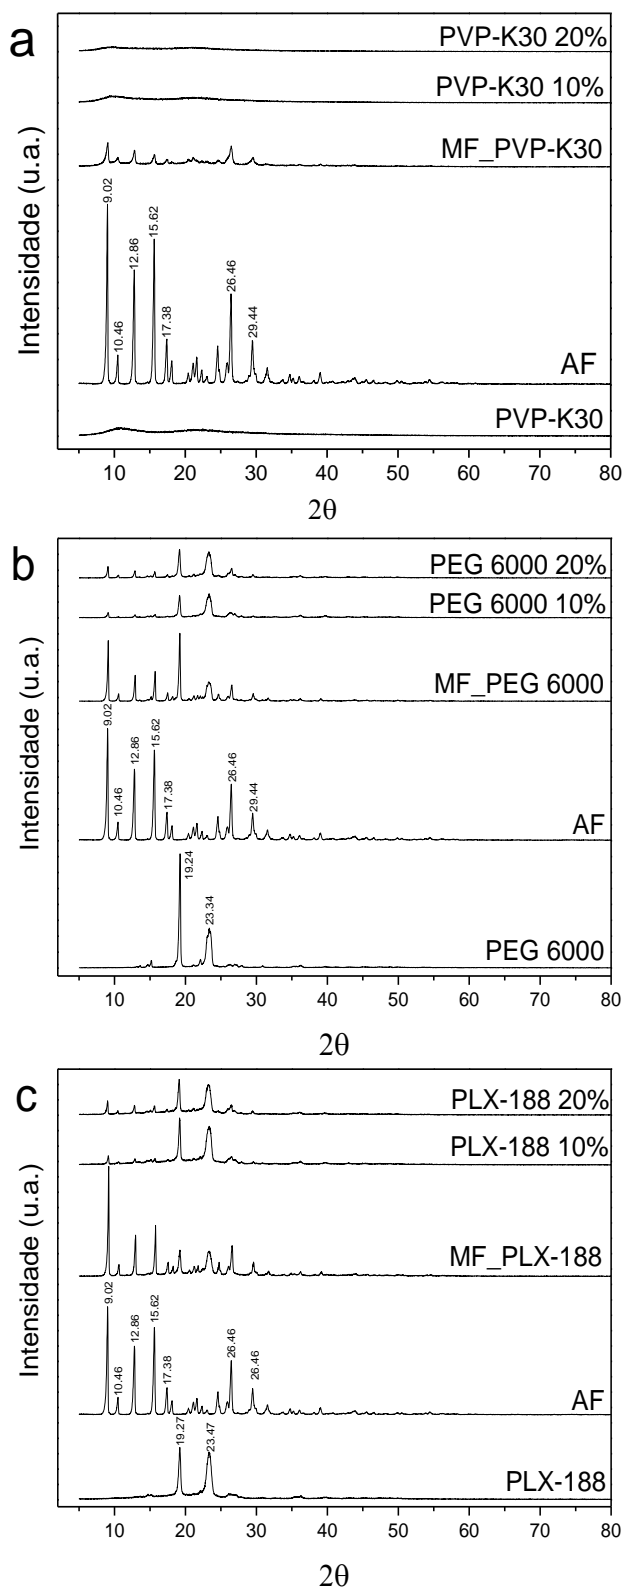 a
PVP-K30 20%
PVP-K30 10%
MF_PVP-K30
9.02
10.46
12.86
15.62
17.38
26.46
29.44
AF
PVP-K30
Intensidade (u.a.)
10 20 30 40 50 60 70 80
2θ
b
PEG 6000 20%
PEG 6000 10%
MF_PEG 6000
9.02
10.46
12.86
15.62
17.38
26.46
29.44
AF
19.24
23.34
PEG 6000
Intensidade (u.a.)
10 20 30 40 50 60 70 80
2θ
c
PLX-188 20%
PLX-188 10%
MF_PLX-188
9.02
10.46
12.86
15.62
17.38
26.46
26.46
AF
19.27
23.47
PLX-188
Intensidade (u.a.)
10 20 30 40 50 60 70 80
2θ